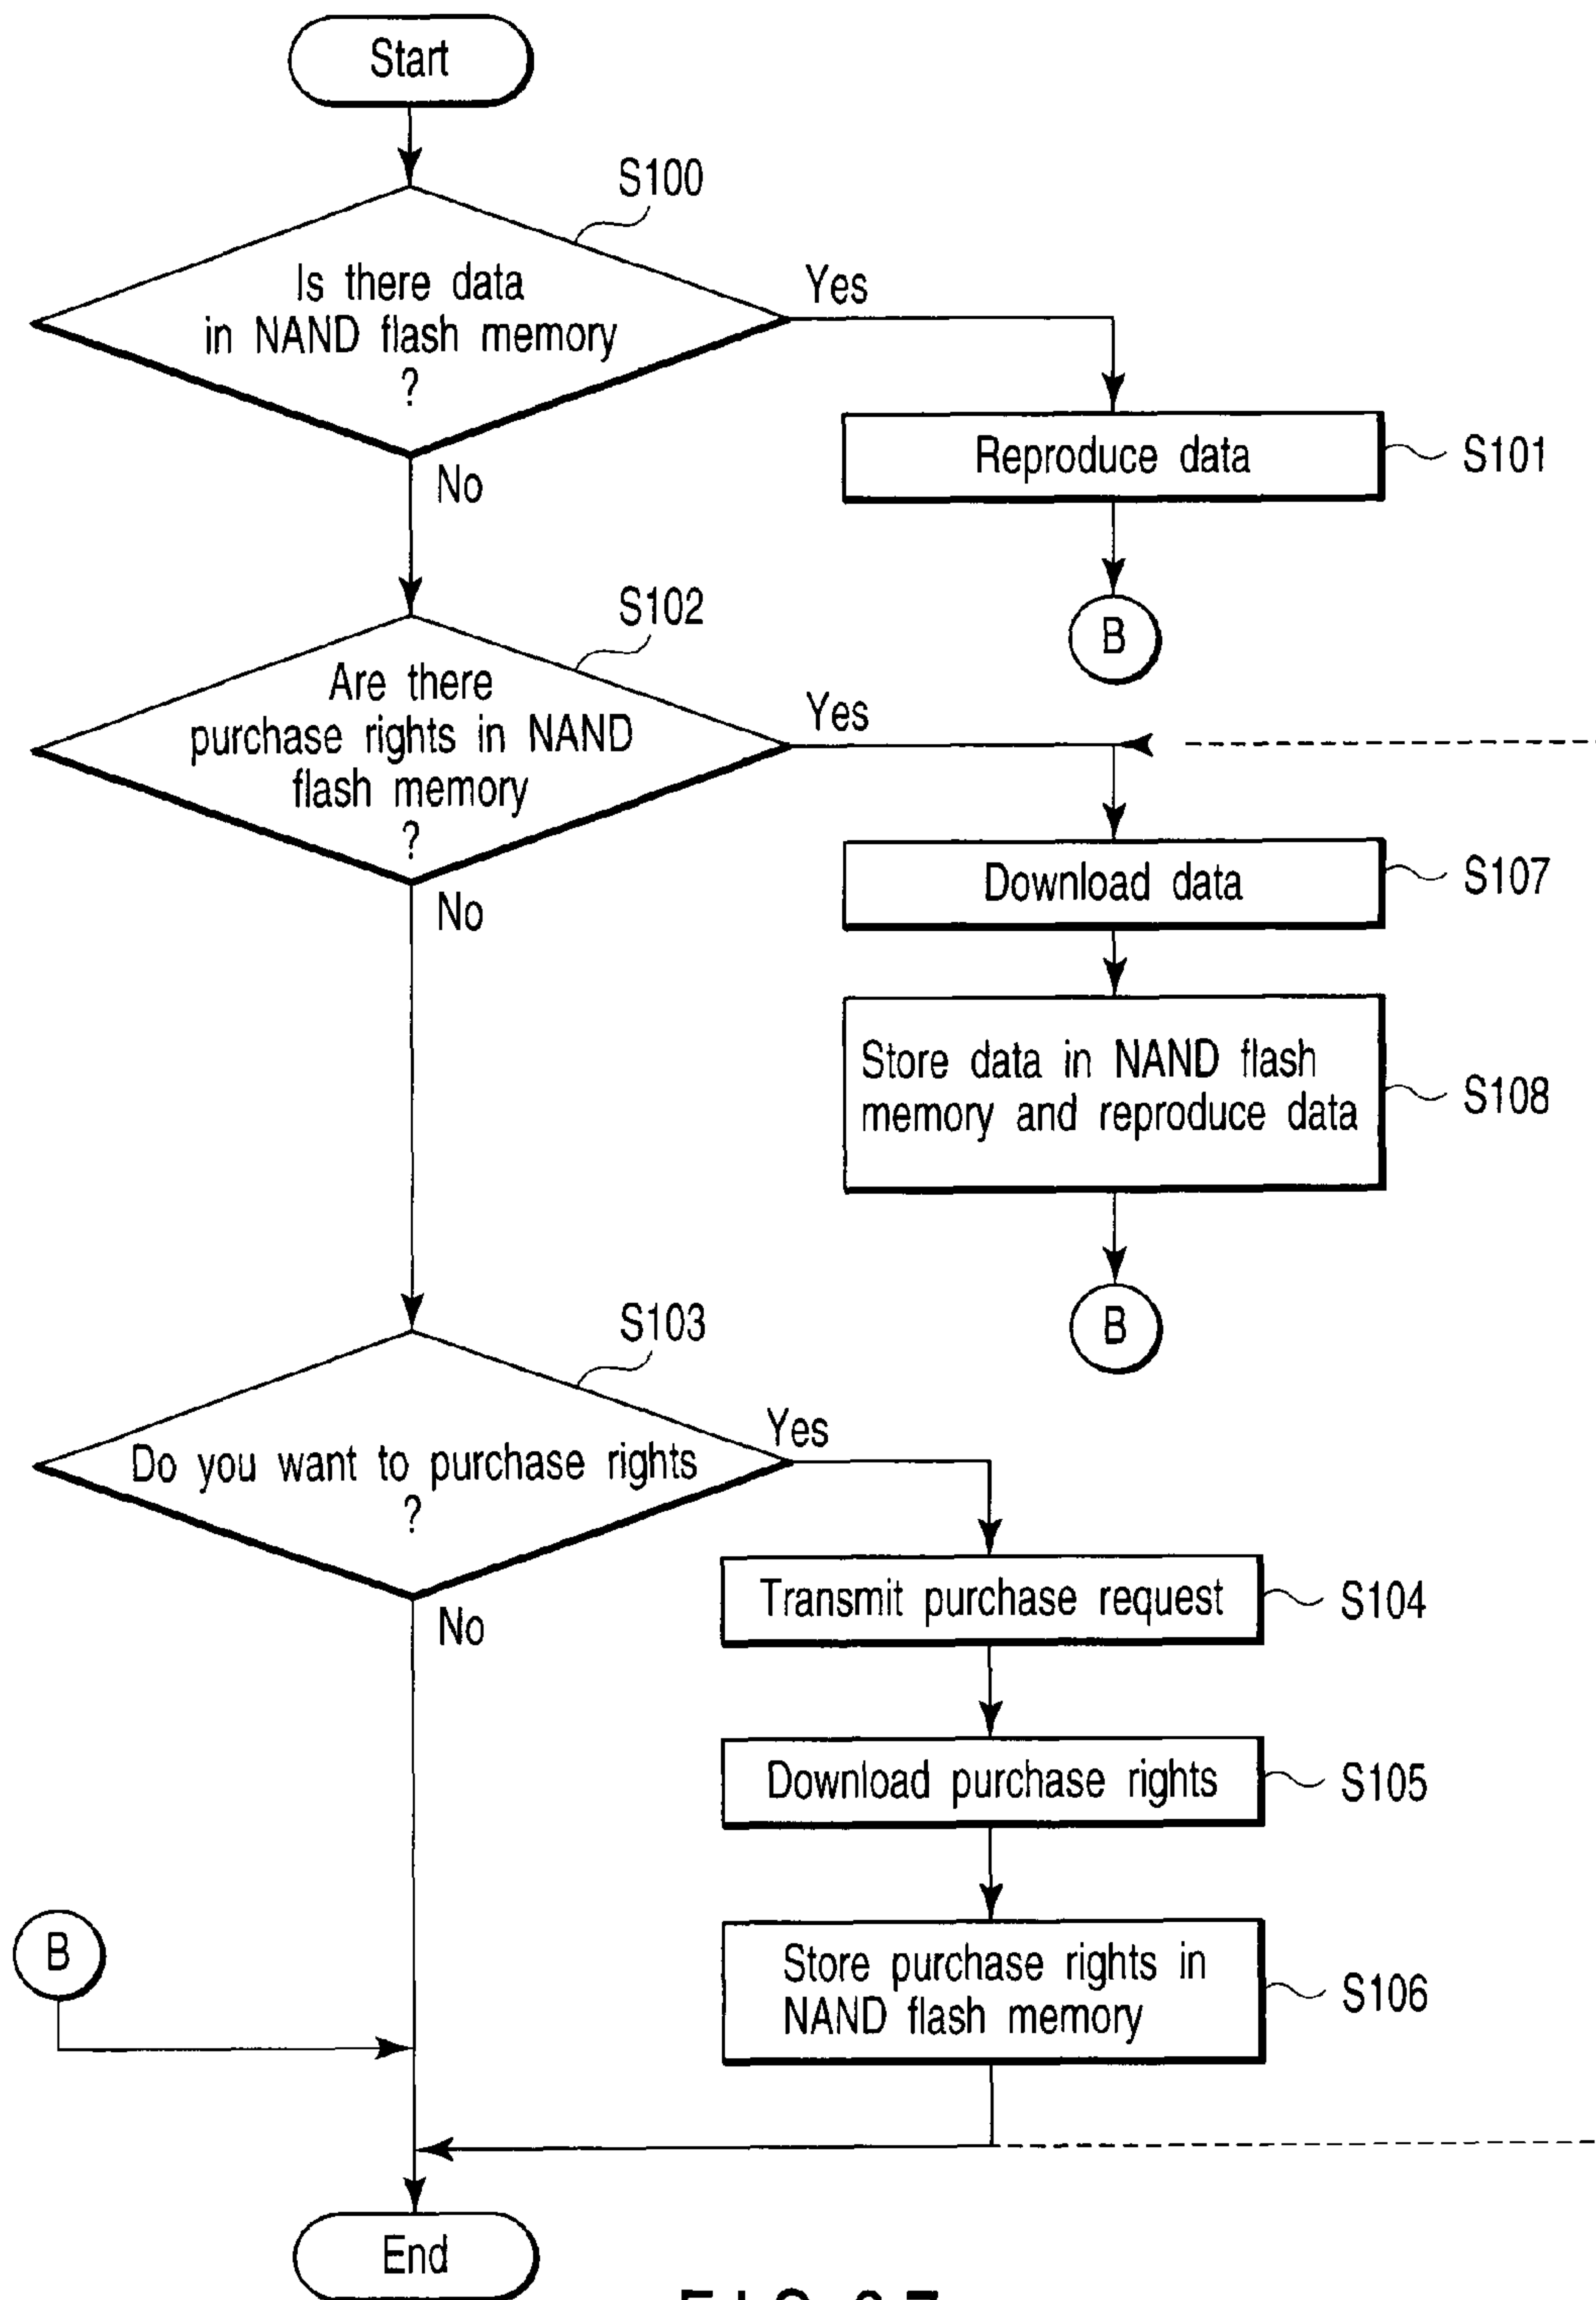 Start
S100
Is there data
in NAND flash memory
?
Yes
No
Reproduce data
S101
B
S102
Are there
purchase rights in NAND
flash memory
?
Yes
No
Download data
S107
Store data in NAND flash
memory and reproduce data
S108
B
S103
Do you want to purchase rights
?
Yes
No
Transmit purchase request
S104
Download purchase rights
S105
Store purchase rights in
NAND flash memory
S106
B
End